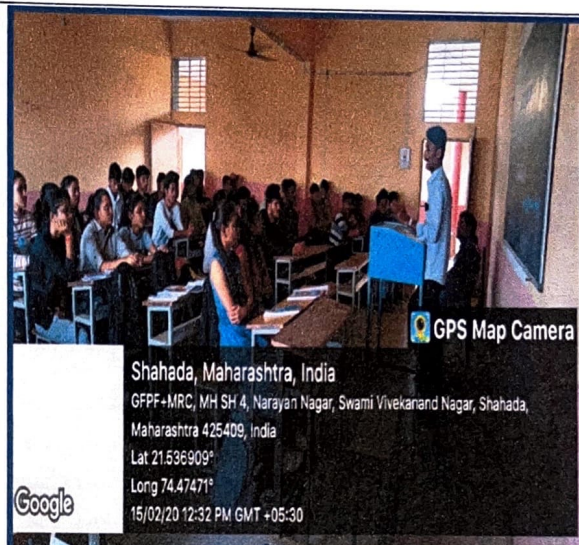 GPS Map Camera
Shahada, Maharashtra, India
GFPF+MRC, MH SH 4, Narayan Nagar, Swami Vivekanand Nagar, Shahada,
Maharashtra 425409, India
Lat 21.536909°
Long 74.47471°
15/02/20 12:32 PM GMT +05:30
Google